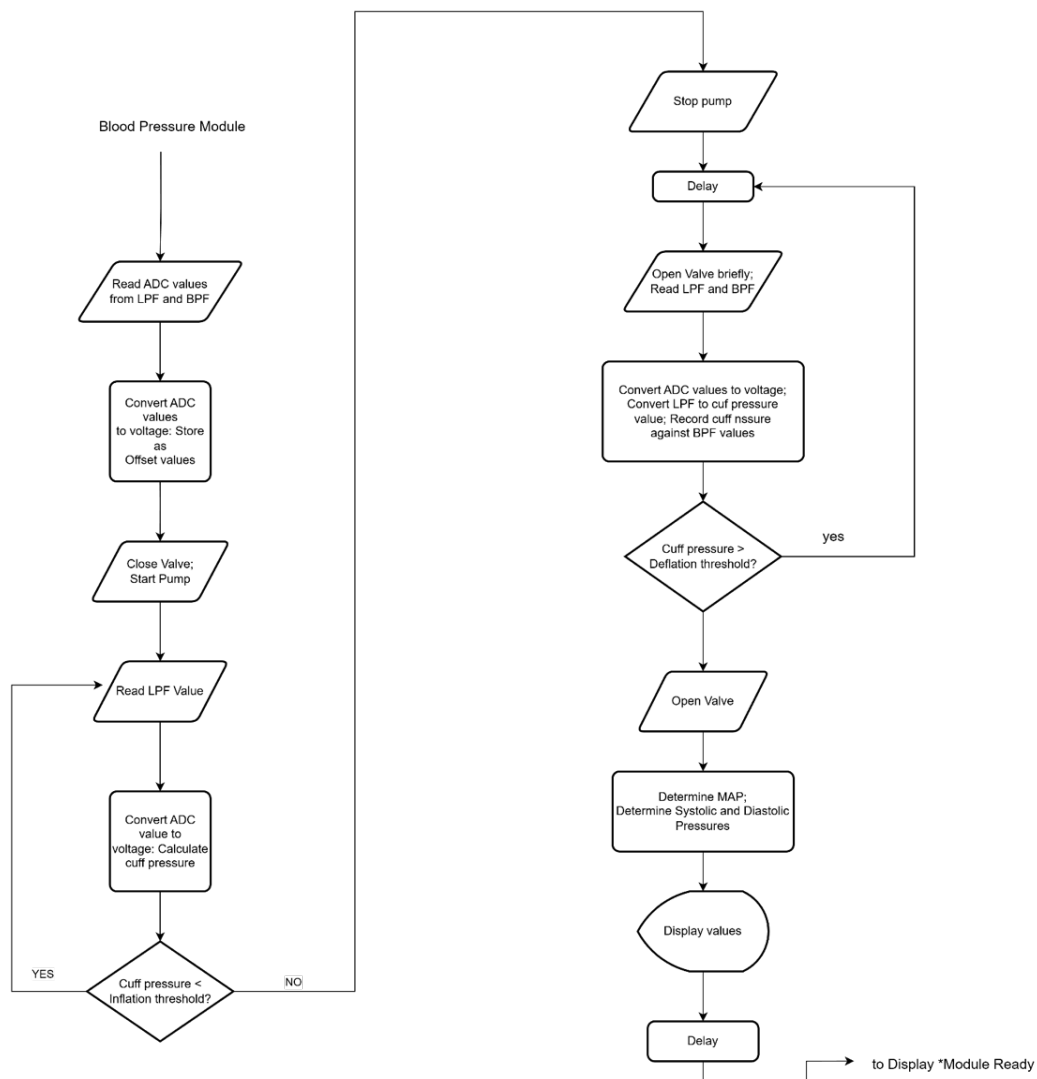 Blood Pressure Module
Read ADC values
from LPF and BPF
Convert ADC
values
to voltage: Store
as
Offset values
Close Valve;
Start Pump
Read LPF Value
Convert ADC
value to
voltage: Calculate
cuff pressure
Cuff pressure <
Inflation threshold?
YES
NO
Stop pump
Delay
Open Valve briefly;
Read LPF and BPF
Convert ADC values to voltage;
Convert LPF to cuf pressure
value; Record cuff nssure
against BPF values
Cuff pressure >
Deflation threshold?
yes
Open Valve
Determine MAP;
Determine Systolic and Diastolic
Pressures
Display values
Delay
to Display *Module Ready